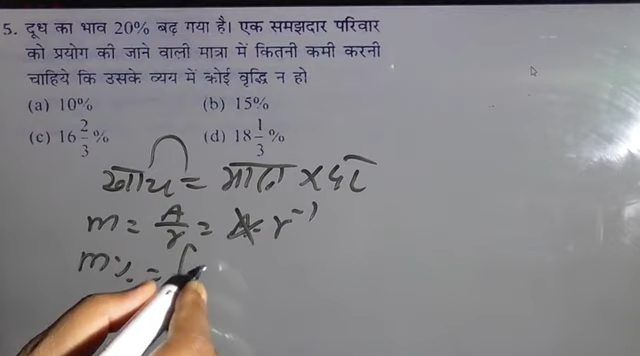 5. दूध का भाव 20% बढ़ गया है। एक समझदार परिवार
को प्रयोग की जाने वाली मात्रा में कितनी कमी करनी
चाहिये कि उसके व्यय में कोई वृद्धि न हो
(a) 10% (b) 15%
(c) 16 2/3 % (d) 18 1/3 %
= मात्रा × दर
m = A/r = A r⁻¹
m% =